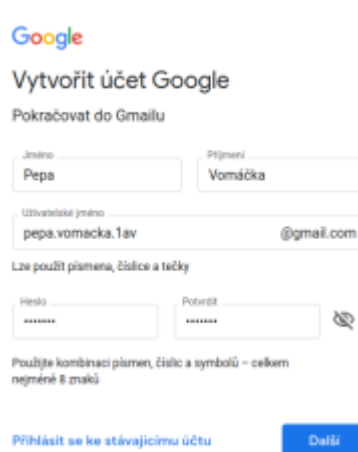 Google
Vytvořit účet Google
Pokračovat do Gmailu
Jméno Příjmení
Pepa Vomáčka
Uživatelské jméno
pepa.vomacka.1av @gmail.com
Lze použít písmena, číslice a tečky
Heslo Potvrdit
•••••••• ••••••••
Použijte kombinaci písmen, číslic a symbolů – celkem
nejméně 8 znaků
Přihlásit se ke stávajícímu účtu Další